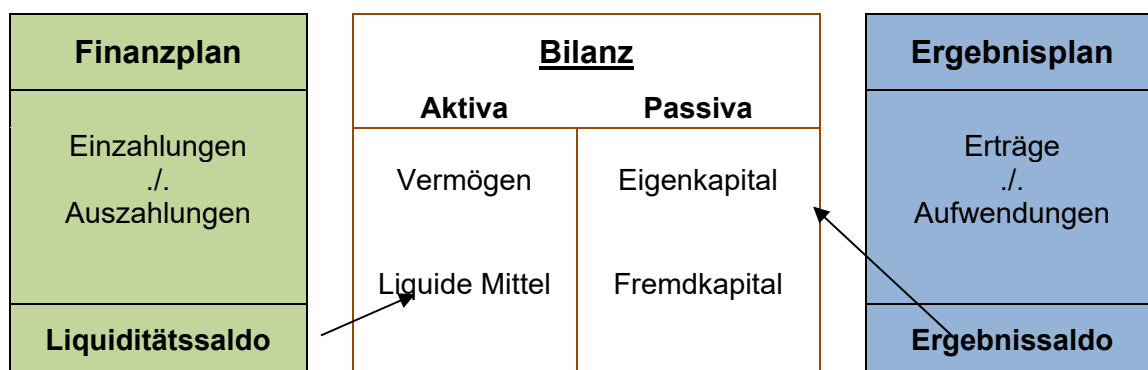 Finanzplan
Einzahlungen
./.
Auszahlungen
Liquiditätssaldo
Bilanz
Aktiva Passiva
Vermögen Eigenkapital
Liquide Mittel Fremdkapital
Ergebnisplan
Erträge
./.
Aufwendungen
Ergebnissaldo